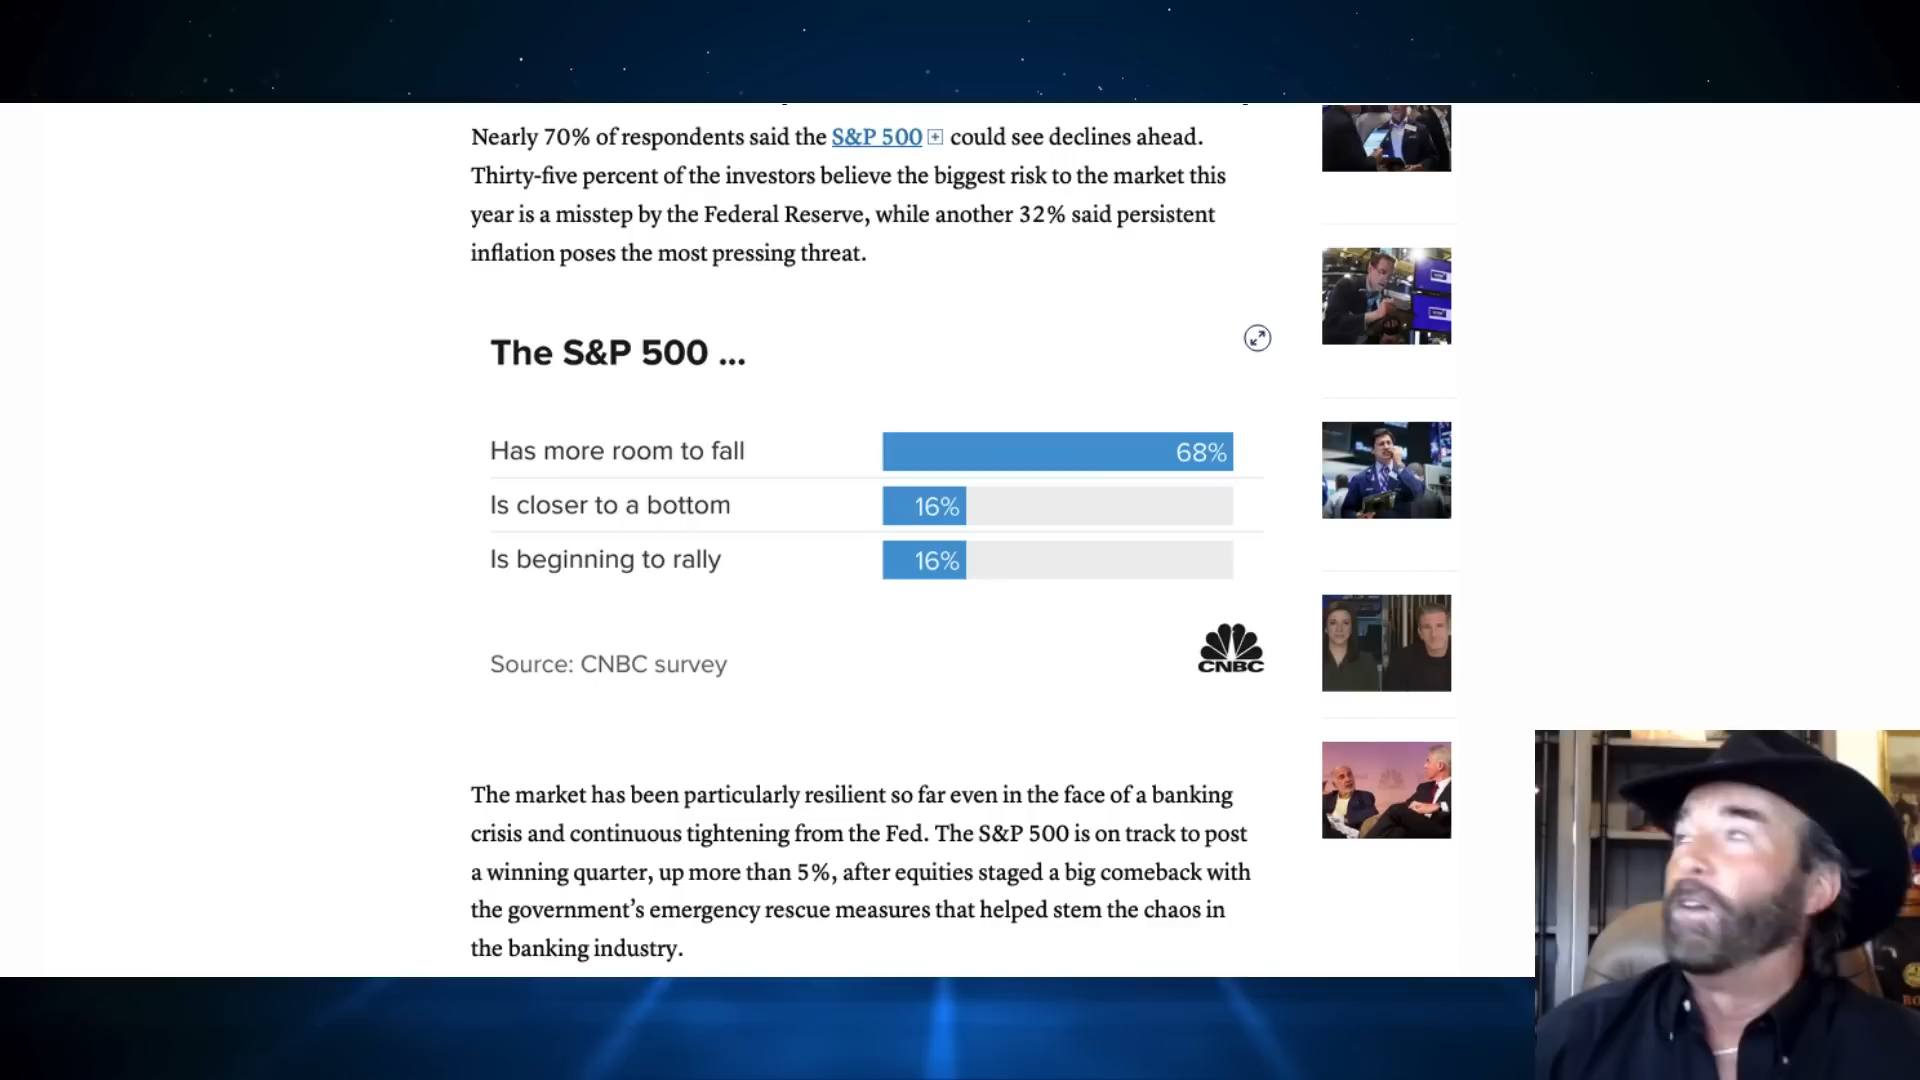 Nearly 70% of respondents said the S&P 500 could see declines ahead.
Thirty-five percent of the investors believe the biggest risk to the market this
year is a misstep by the Federal Reserve, while another 32% said persistent
inflation poses the most pressing threat.
The S&P 500 ...
Has more room to fall 68%
Is closer to a bottom 16%
Is beginning to rally 16%
Source: CNBC survey
CNBC
The market has been particularly resilient so far even in the face of a banking
crisis and continuous tightening from the Fed. The S&P 500 is on track to post
a winning quarter, up more than 5%, after equities staged a big comeback with
the government’s emergency rescue measures that helped stem the chaos in
the banking industry.